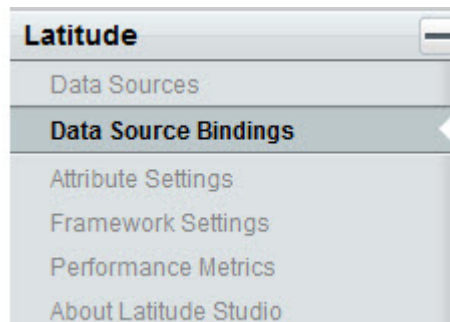 Latitude
Data Sources
Data Source Bindings
Attribute Settings
Framework Settings
Performance Metrics
About Latitude Studio